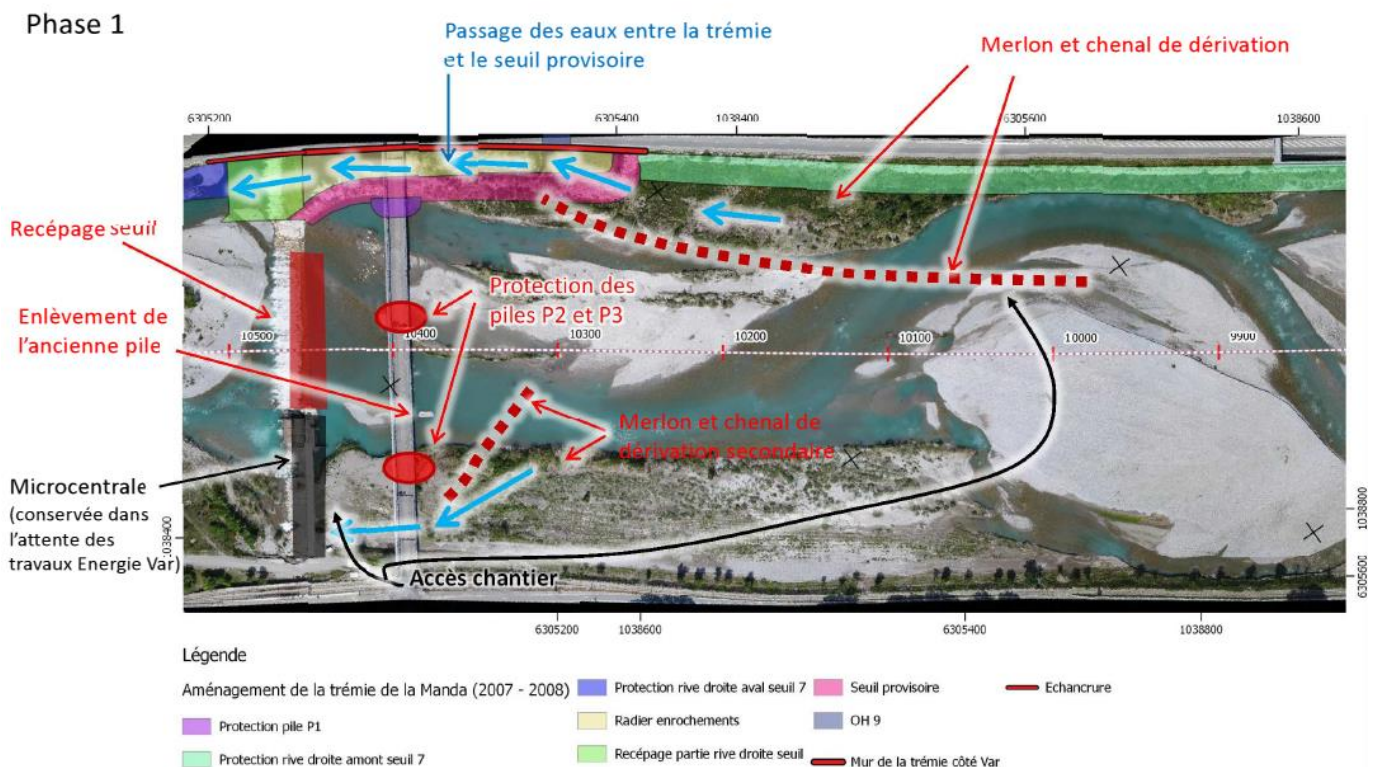 Phase 1
Passage des eaux entre la trémie
et le seuil provisoire
Merlon et chenal de dérivation
6305200
6305400
1038400
6305600
1038600
Recépage seuil
Enlèvement de
l'ancienne pile
Protection des
piles P2 et P3
10500
10400
10300
10200
10100
10000
9900
Merlon et chenal de
dérivation secondaire
Microcentrale
(conservée dans
l'attente des
travaux Energie Var)
1038400
Accès chantier
1038800
6305600
6305200
1038600
6305400
1038800
Légende
Aménagement de la trémie de la Manda (2007 - 2008)
Protection pile P1
Protection rive droite amont seuil 7
Protection rive droite aval seuil 7
Radier enrochements
Recépage partie rive droite seuil
Seuil provisoire
OH 9
Mur de la trémie côté Var
Echancrure